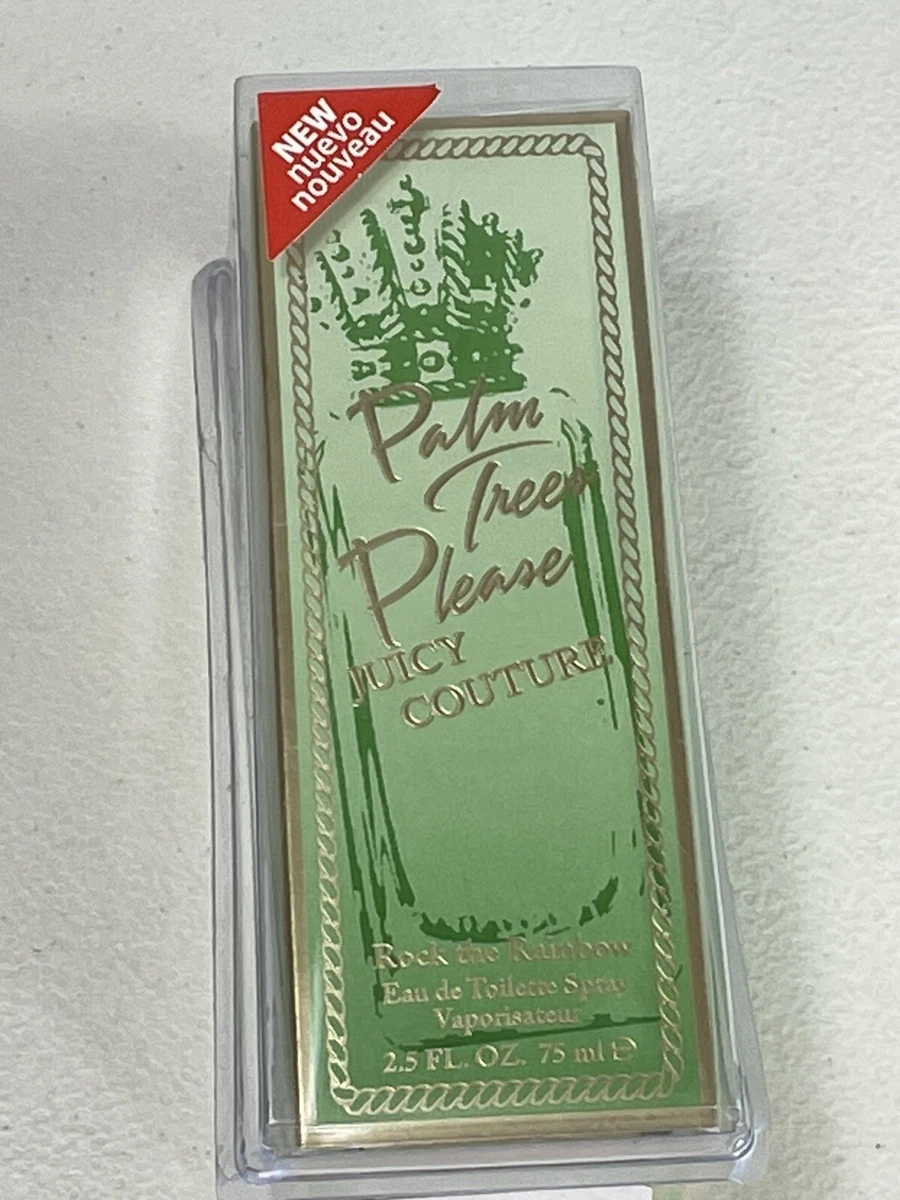 NEW
nuevo
nouveau
Palm
Trees
Please
JUICY
COUTURE
Rock the Rainbow
Eau de Toilette Spray
Vaporisateur
2.5 FL. OZ. 75 ml ℮